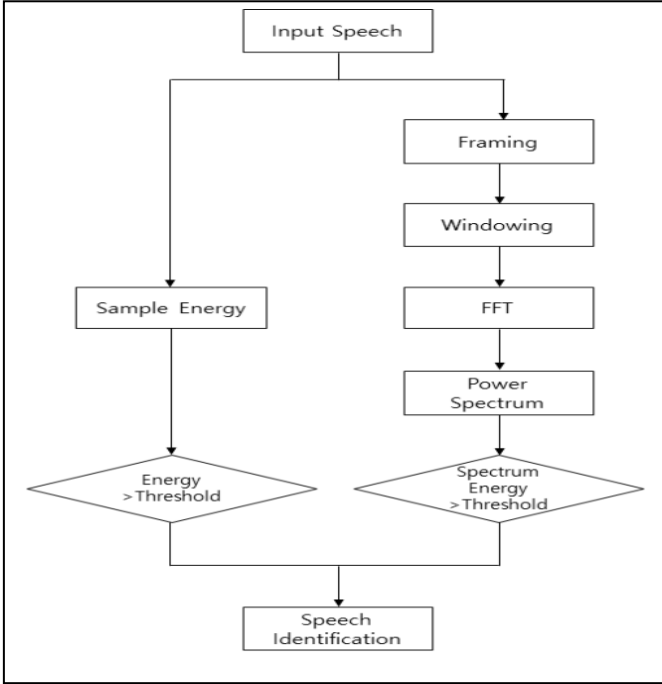 Input Speech
Framing
Windowing
Sample Energy
FFT
Power
Spectrum
Energy
>Threshold
Spectrum
Energy
>Threshold
Speech
Identification